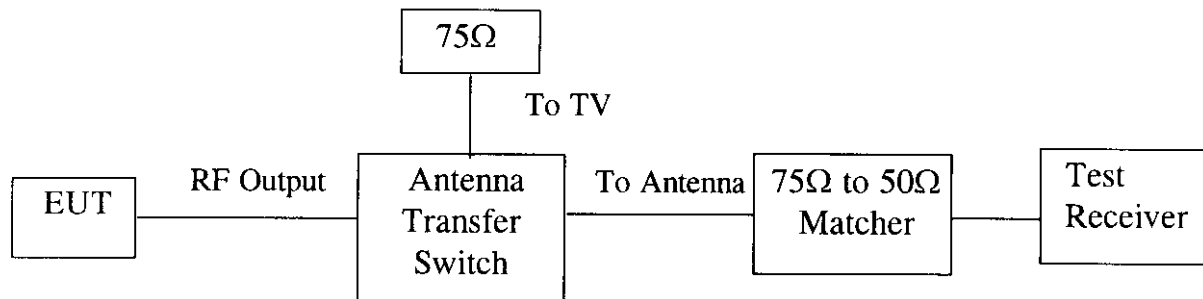 75Ω
To TV
EUT
RF Output
Antenna
Transfer
Switch
To Antenna
75Ω to 50Ω
Matcher
Test
Receiver